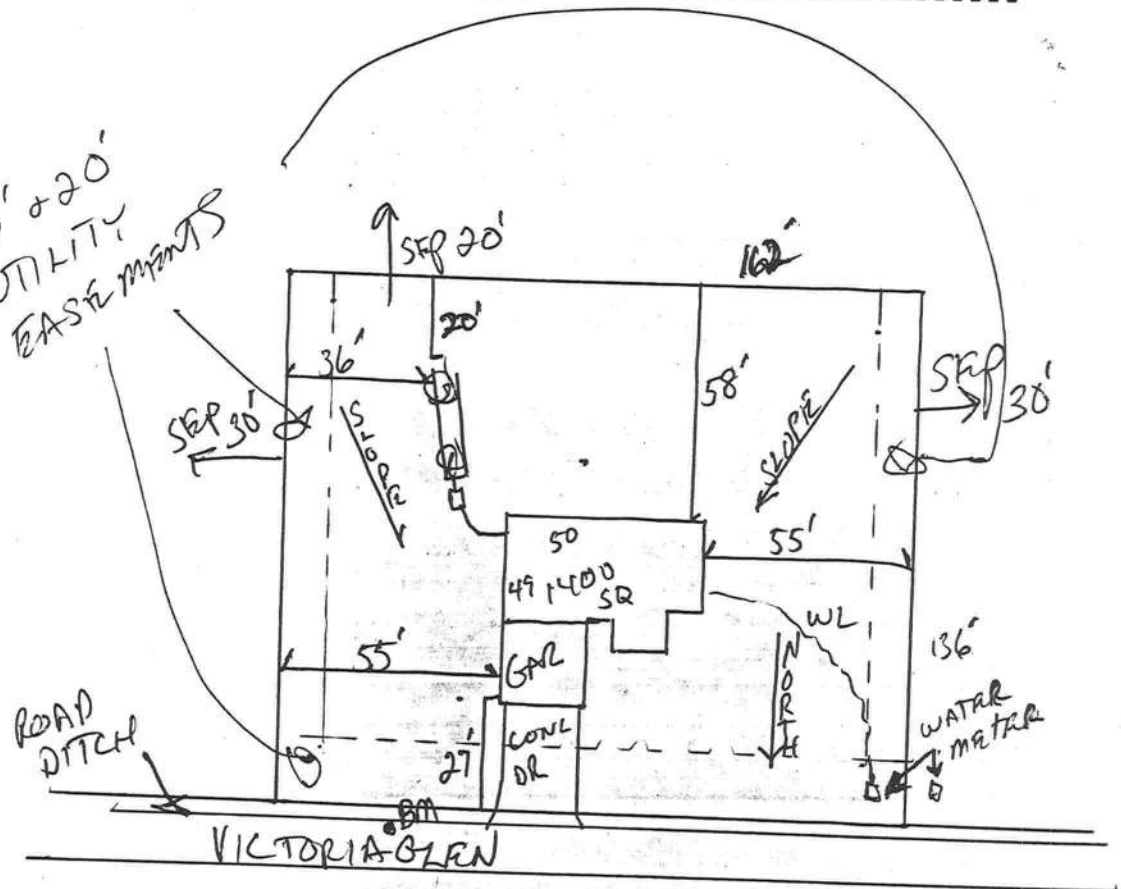 ' & 20'
UTILITY
EASEMENTS
SEP 20'
162'
20'
36'
58'
SEP 30'
SEP
30'
SLOPE
SLOPE
50
55'
49 1400
SQ
WL
55'
GAR
NORTH
136'
WATER
METER
ROAD
DITCH
27'
CONC
DR
BM
VICTORIA GLEN